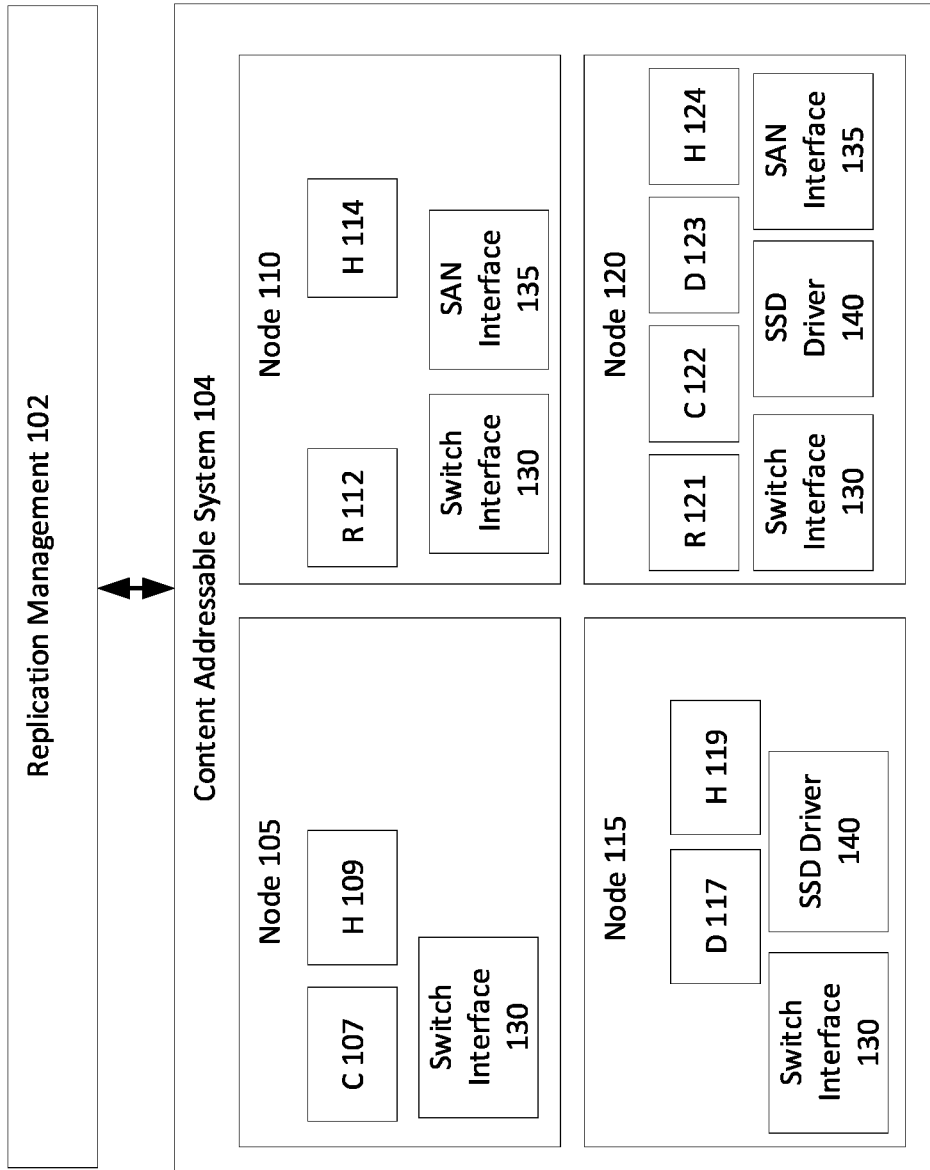 Replication Management 102
Content Addressable System 104
Node 105
C 107
H 109
Switch
Interface
130
Node 110
R 112
H 114
Switch
Interface
130
SAN
Interface
135
Node 115
D 117
H 119
Switch
Interface
130
SSD Driver
140
Node 120
R 121
C 122
D 123
H 124
Switch
Interface
130
SSD
Driver
140
SAN
Interface
135